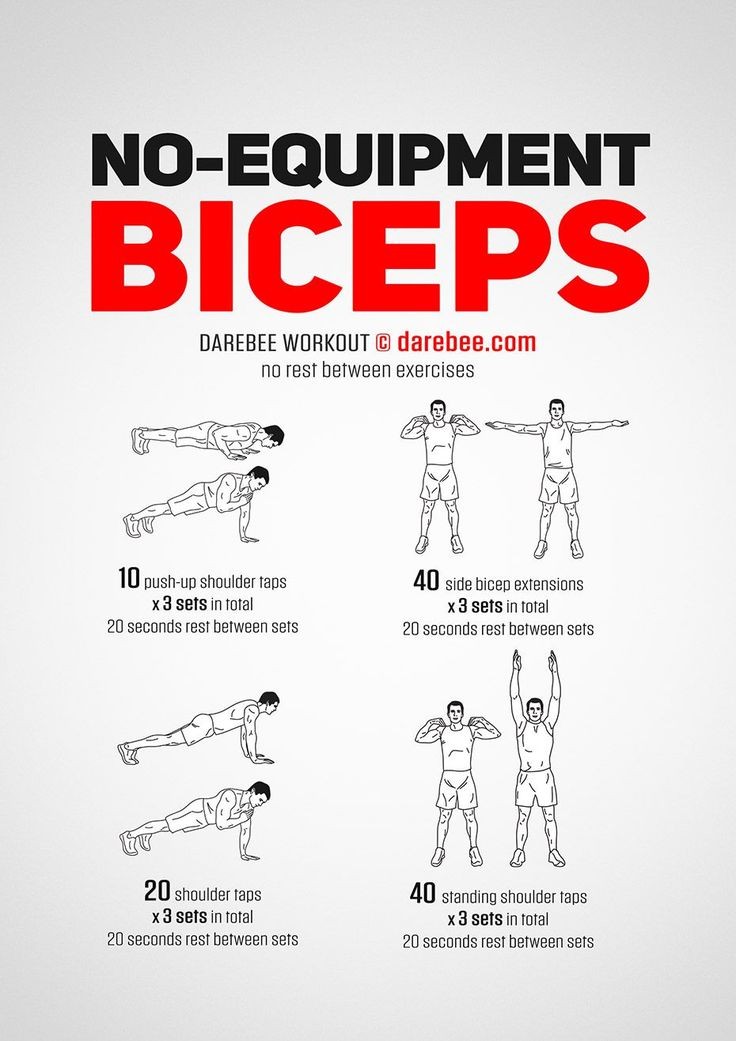 NO-EQUIPMENT
BICEPS
DAREBEE WORKOUT © darebee.com
no rest between exercises
10 push-up shoulder taps
x 3 sets in total
20 seconds rest between sets
40 side bicep extensions
x 3 sets in total
20 seconds rest between sets
20 shoulder taps
x 3 sets in total
20 seconds rest between sets
40 standing shoulder taps
x 3 sets in total
20 seconds rest between sets